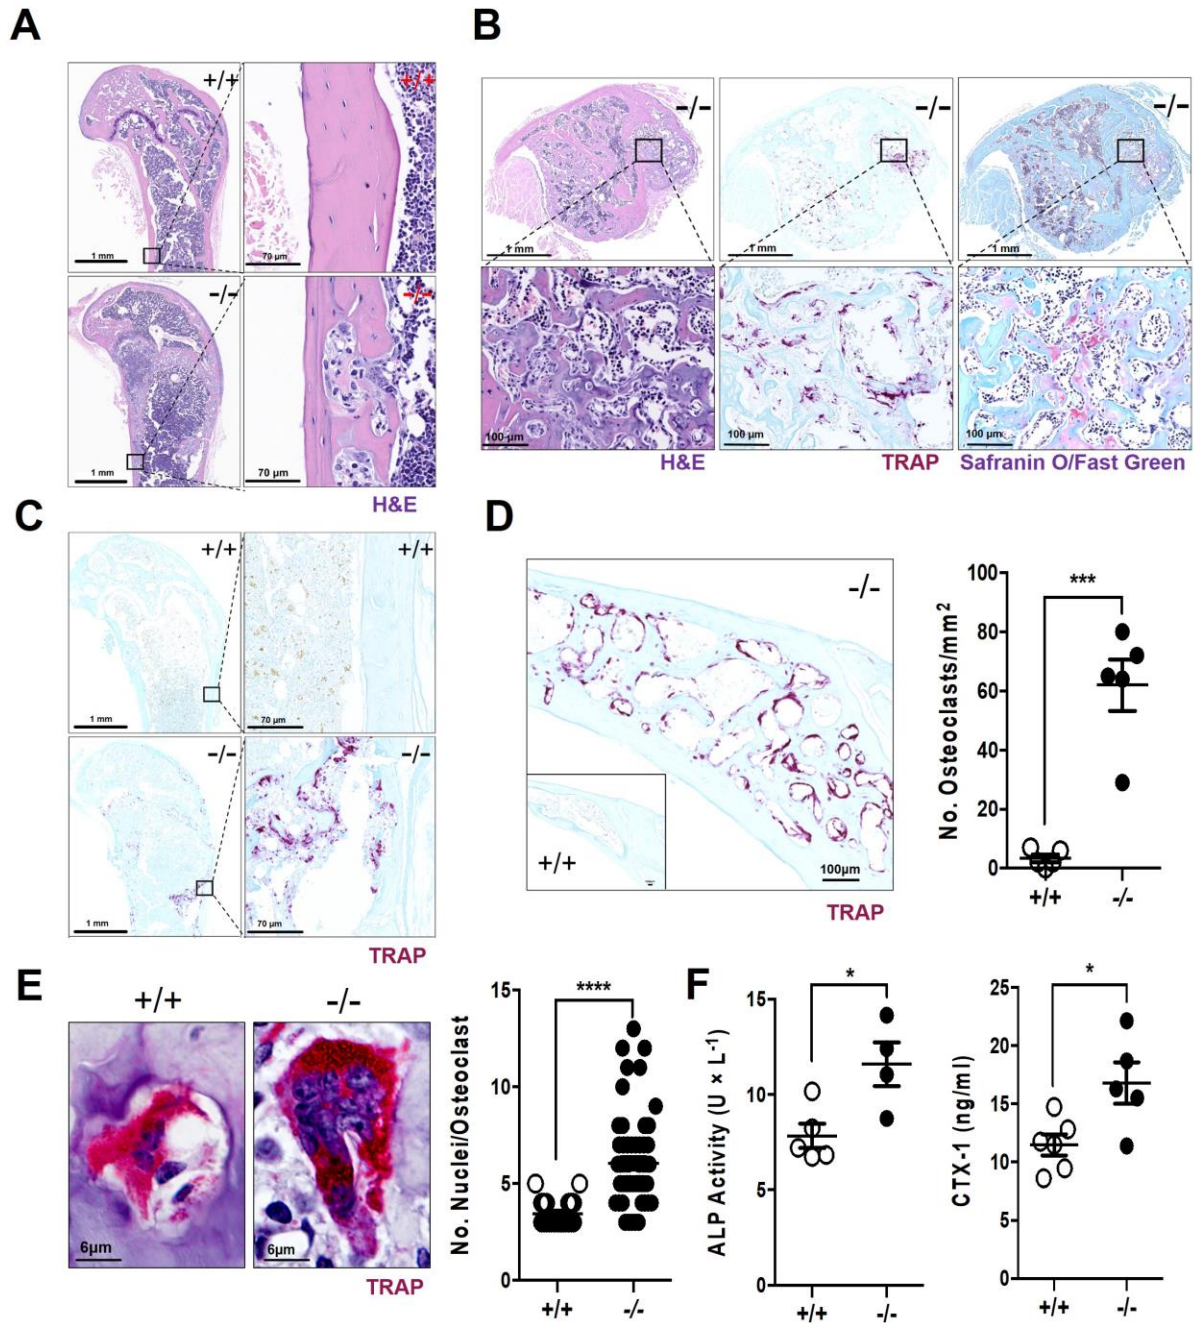 A
+/+
+/+
1 mm
70 μm
−/−
−/−
1 mm
70 μm
H&E
B
−/−
−/−
−/−
1 mm
1 mm
1 mm
100 μm
100 μm
100 μm
H&E
TRAP
Safranin O/Fast Green
C
+/+
+/+
1 mm
70 μm
−/−
−/−
1 mm
70 μm
TRAP
D
−/−
+/+
100μm
TRAP
No. Osteoclasts/mm²
100
80
60
40
20
0
***
+/+
-/-
E
+/+
−/−
6μm
6μm
TRAP
No. Nuclei/Osteoclast
15
10
5
0
****
+/+
-/-
F
ALP Activity (U × L⁻¹)
15
10
5
0
*
+/+
-/-
CTX-1 (ng/ml)
25
20
15
10
5
0
*
+/+
-/-